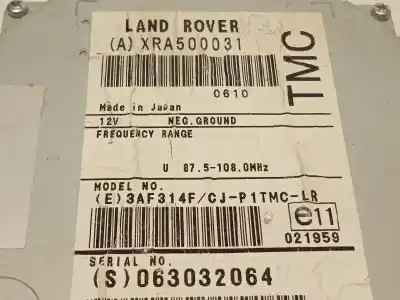 LAND ROVER
(A) XRA500031
TMC
0610
Made in Japan
12V NEG.GROUND
FREQUENCY RANGE
U 87.5-108.0MHz
MODEL NO.
(E)3AF314F/CJ-P1TMC-LR
e11
021959
SERIAL NO.
(S)063032064